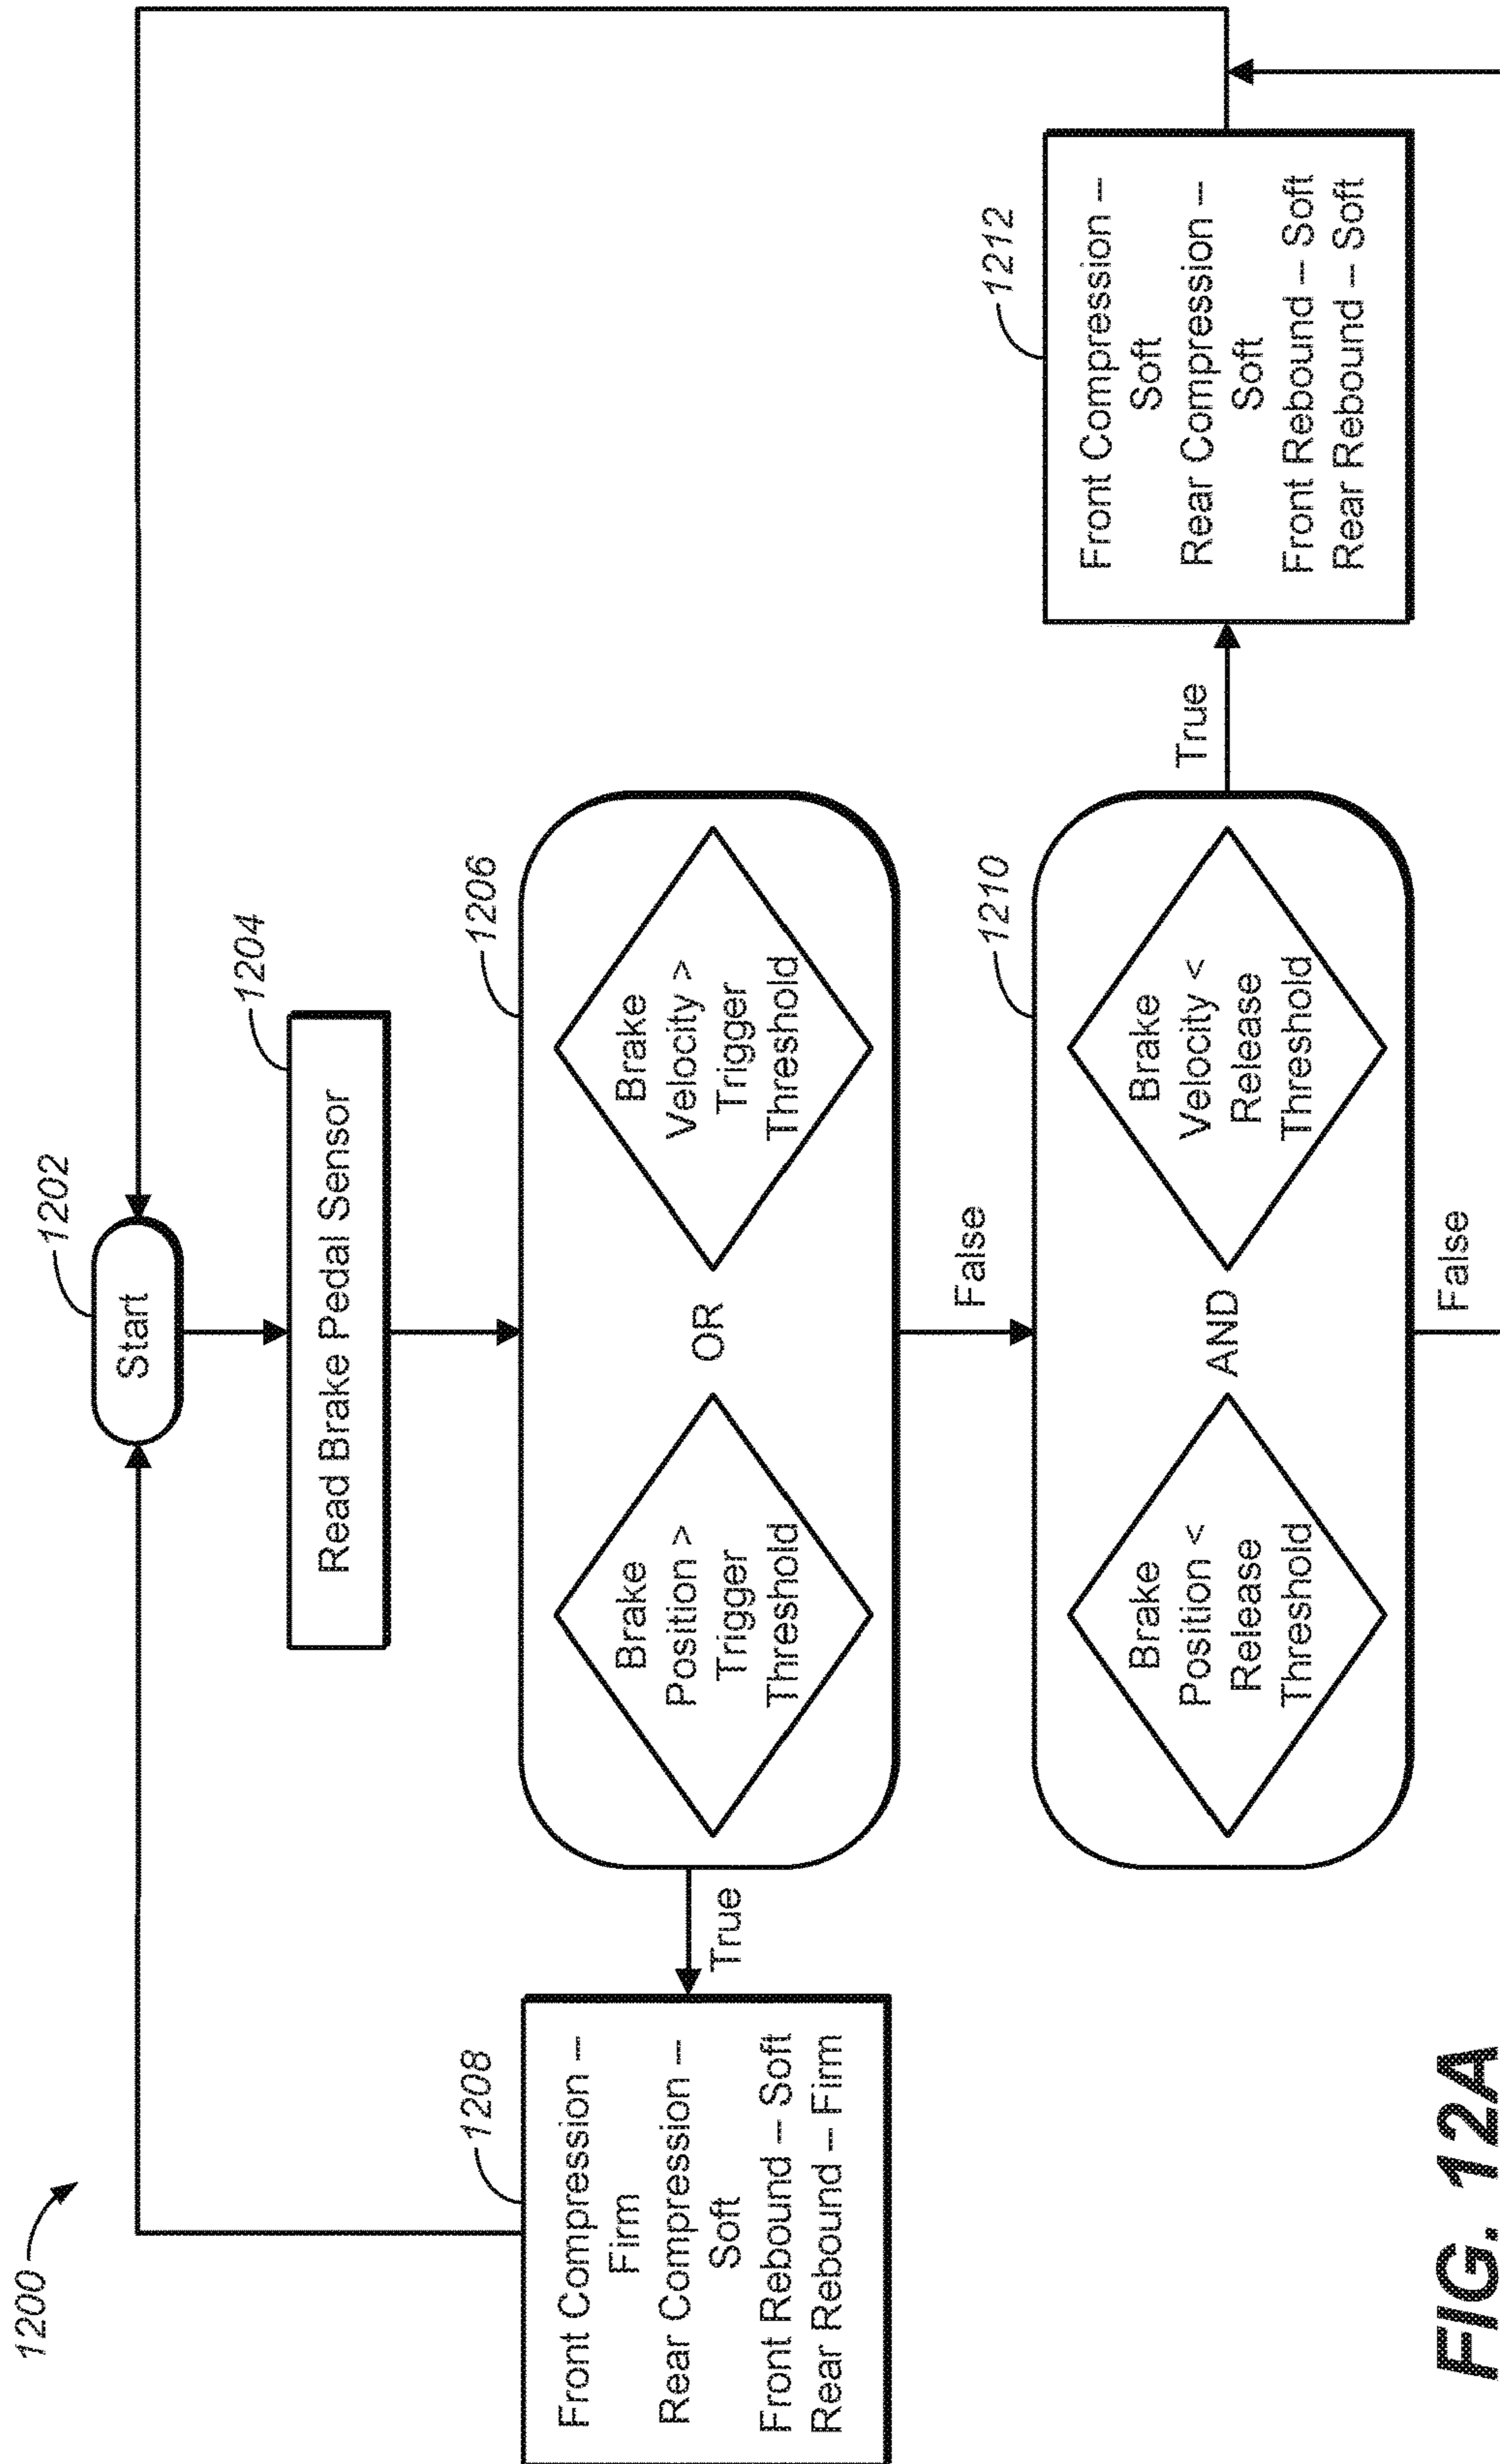 1200
1202
Start
1204
Read Brake Pedal Sensor
1206
Brake
Position >
Trigger
Threshold
OR
Brake
Velocity >
Trigger
Threshold
True
1208
Front Compression –
Firm
Rear Compression –
Soft
Front Rebound – Soft
Rear Rebound – Firm
False
1210
Brake
Position <
Release
Threshold
AND
Brake
Velocity <
Release
Threshold
True
1212
Front Compression –
Soft
Rear Compression –
Soft
Front Rebound – Soft
Rear Rebound – Soft
False
FIG. 12A